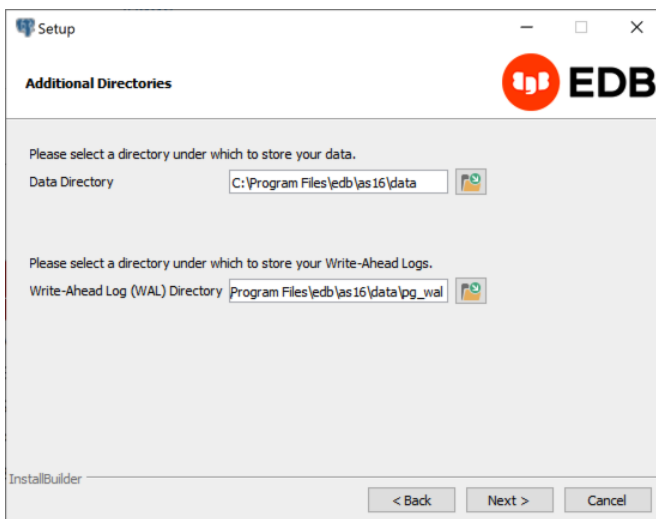 Setup
Additional Directories
EDB
Please select a directory under which to store your data.
Data Directory C:\Program Files\edb\as16\data
Please select a directory under which to store your Write-Ahead Logs.
Write-Ahead Log (WAL) Directory Program Files\edb\as16\data\pg_wal
InstallBuilder
< Back Next > Cancel